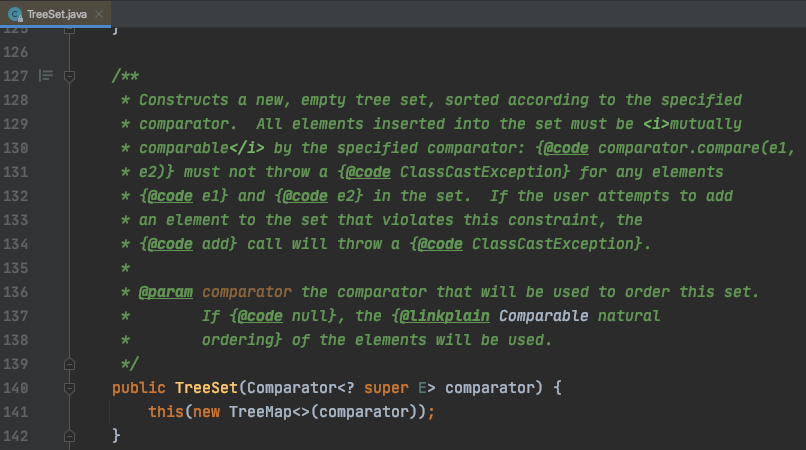 TreeSet.java
125 }
126
127 /**
128 * Constructs a new, empty tree set, sorted according to the specified
129 * comparator.  All elements inserted into the set must be <i>mutually
130 * comparable</i> by the specified comparator: {@code comparator.compare(e1,
131 * e2)} must not throw a {@code ClassCastException} for any elements
132 * {@code e1} and {@code e2} in the set.  If the user attempts to add
133 * an element to the set that violates this constraint, the
134 * {@code add} call will throw a {@code ClassCastException}.
135 *
136 * @param comparator the comparator that will be used to order this set.
137 *        If {@code null}, the {@linkplain Comparable natural
138 *        ordering} of the elements will be used.
139 */
140 public TreeSet(Comparator<? super E> comparator) {
141     this(new TreeMap<>(comparator));
142 }